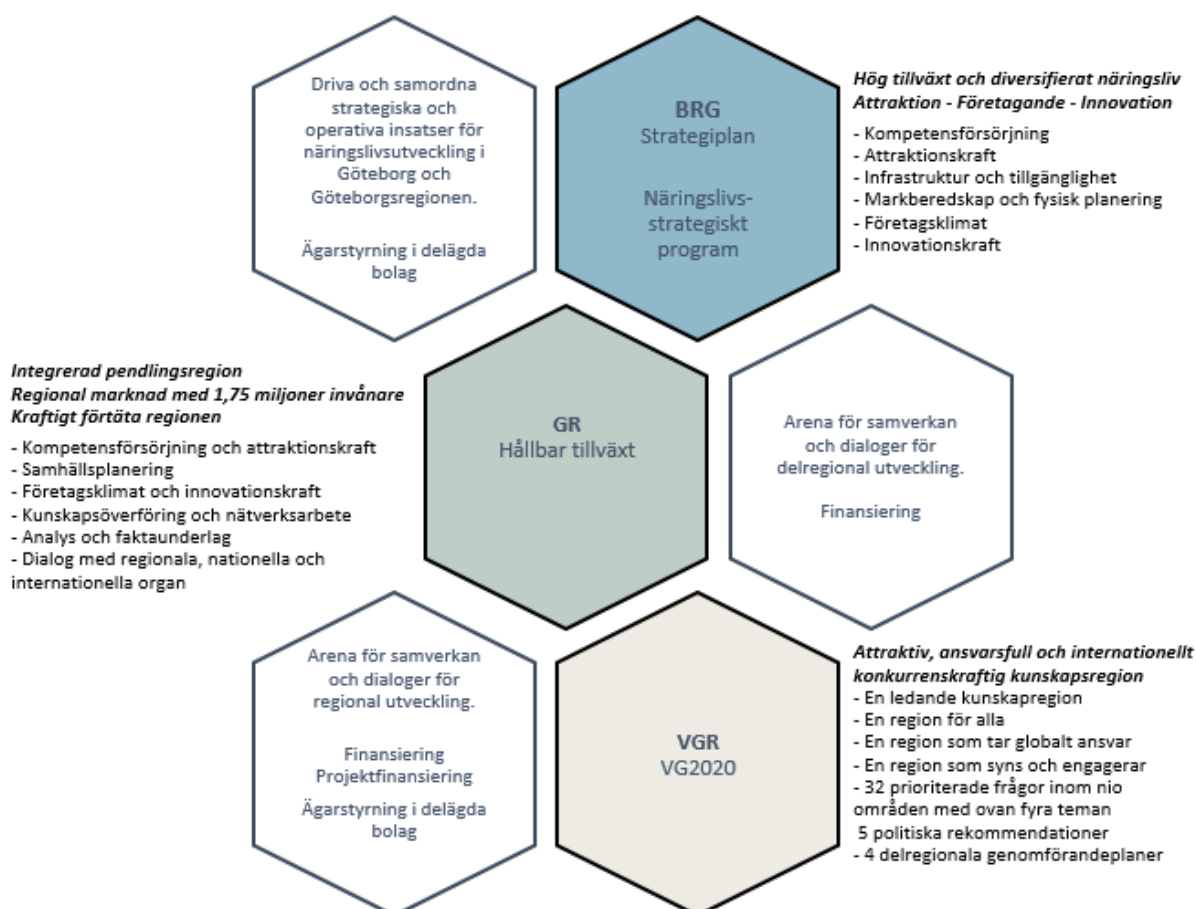 Driva och samordna
strategiska och
operativa insatser för
näringslivsutveckling i
Göteborg och
Göteborgsregionen.
Ägarstyrning i delägda
bolag
BRG
Strategiplan
Näringslivs-
strategiskt
program
Hög tillväxt och diversifierat näringsliv
Attraktion - Företagande - Innovation
- Kompetensförsörjning
- Attraktionskraft
- Infrastruktur och tillgänglighet
- Markberedskap och fysisk planering
- Företagsklimat
- Innovationskraft
Integrerad pendlingsregion
Regional marknad med 1,75 miljoner invånare
Kraftigt förtäta regionen
- Kompetensförsörjning och attraktionskraft
- Samhällsplanering
- Företagsklimat och innovationskraft
- Kunskapsöverföring och nätverksarbete
- Analys och faktaunderlag
- Dialog med regionala, nationella och
internationella organ
GR
Hållbar tillväxt
Arena för samverkan
och dialoger för
delregional utveckling.
Finansiering
Arena för samverkan
och dialoger för
regional utveckling.
Finansiering
Projektfinansiering
Ägarstyrning i delägda
bolag
VGR
VG2020
Attraktiv, ansvarsfull och internationellt
konkurrenskraftig kunskapsregion
- En ledande kunskapregion
- En region för alla
- En region som tar globalt ansvar
- En region som syns och engagerar
- 32 prioriterade frågor inom nio
områden med ovan fyra teman
5 politiska rekommendationer
- 4 delregionala genomförandeplaner